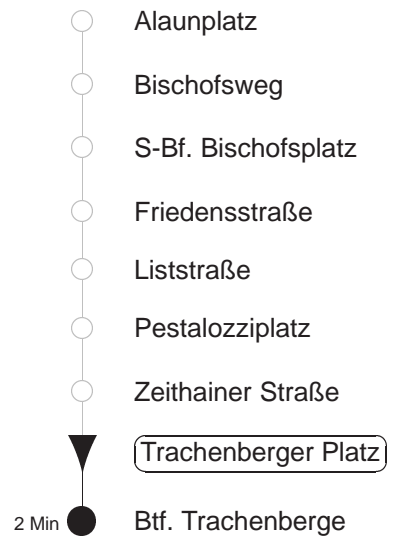 Alaunplatz
Bischofsweg
S-Bf. Bischofsplatz
Friedensstraße
Liststraße
Pestalozziplatz
Zeithainer Straße
Trachenberger Platz
2 Min Btf. Trachenberge